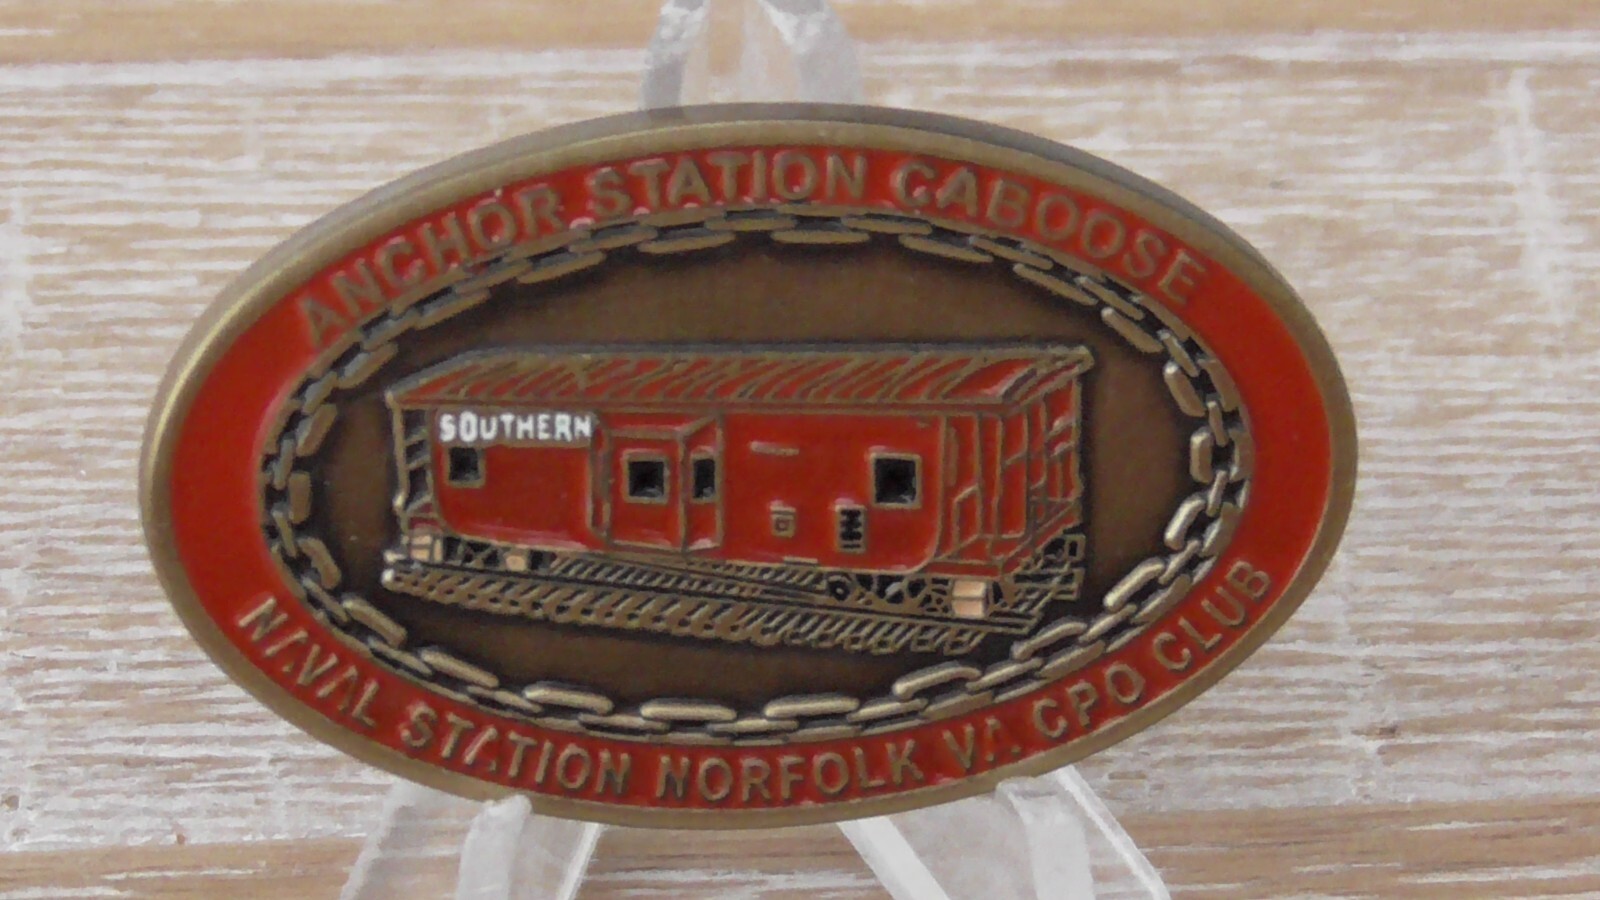 ANCHOR STATION CABOOSE
SOUTHERN
NAVAL STATION NORFOLK VA CPO CLUB